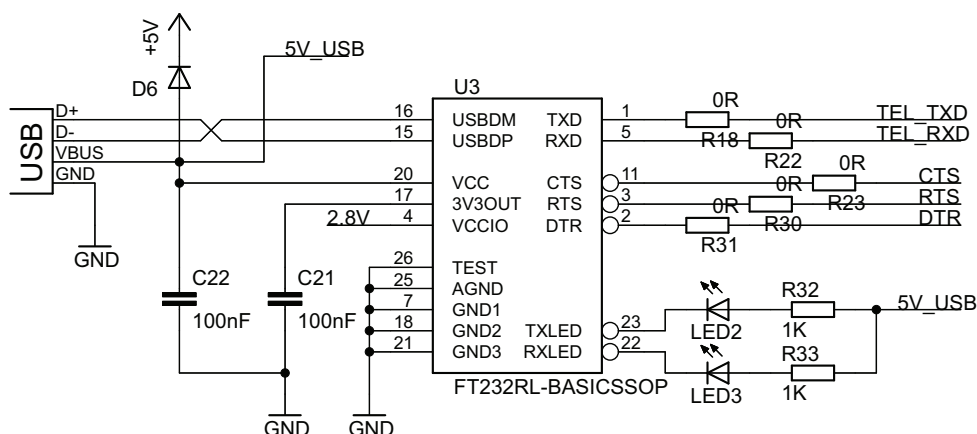 +5V
5V_USB
D6
U3
USB
D+
D-
VBUS
GND
GND
16 USBDM TXD 1 0R TEL_TXD
R18
15 USBDP RXD 5 0R TEL_RXD
R22
20 VCC CTS 11 0R CTS
R23
17 3V3OUT RTS 3 0R RTS
R30
2.8V 4 VCCIO DTR 2 0R DTR
R31
26 TEST
25 AGND
7 GND1
18 GND2 TXLED 23
21 GND3 RXLED 22
FT232RL-BASICSSOP
C22
100nF
C21
100nF
GND
GND
LED2
R32
1K
5V_USB
LED3
R33
1K